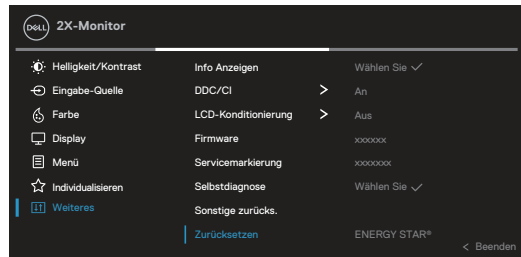 DELL 2X-Monitor
Helligkeit/Kontrast Info Anzeigen Wählen Sie ✓
Eingabe-Quelle DDC/CI > An
Farbe LCD-Konditionierung > Aus
Display Firmware xxxxxx
Menü Servicemarkierung xxxxxxx
Individualisieren Selbstdiagnose Wählen Sie ✓
Weiteres Sonstige zurücks.
Zurücksetzen ENERGY STAR®
< Beenden